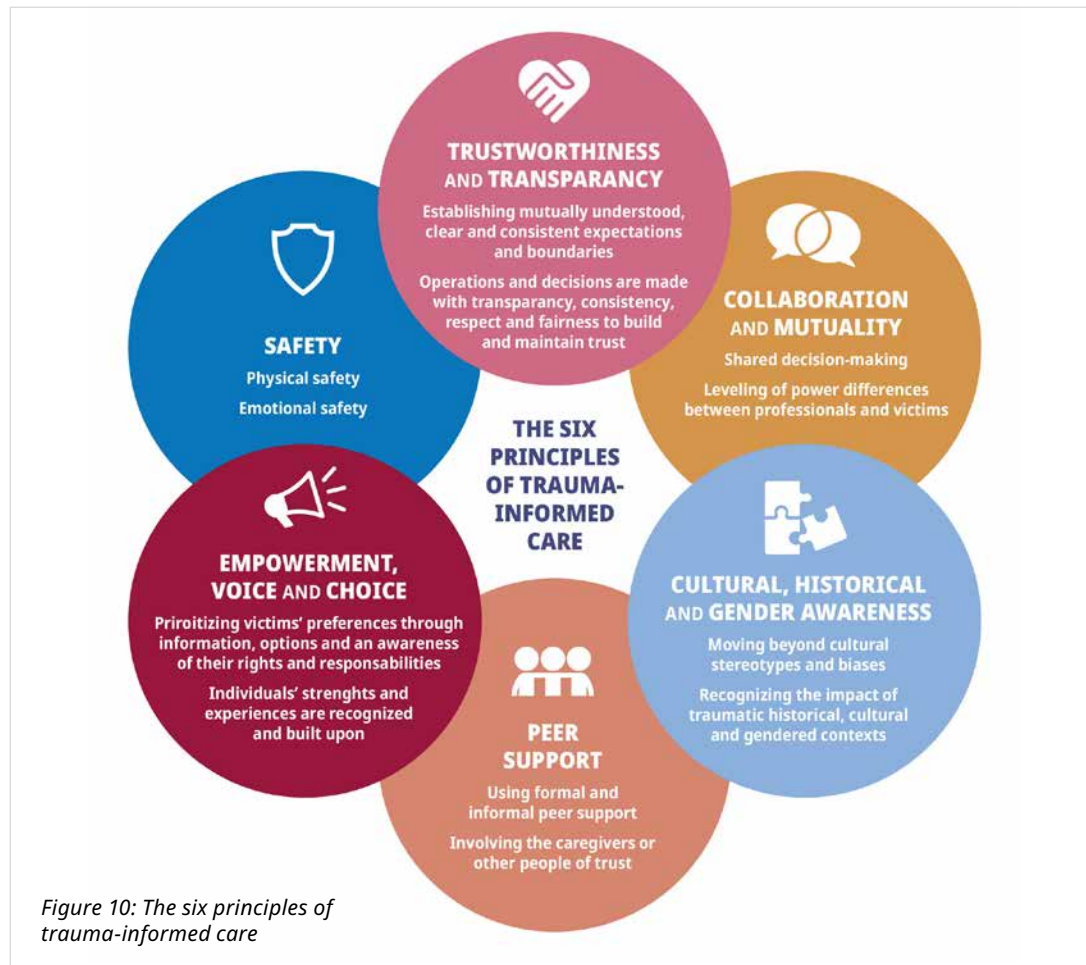 TRUSTWORTHINESS
AND TRANSPARANCY
Establishing mutually understood,
clear and consistent expectations
and boundaries
Operations and decisions are made
with transparancy, consistency,
respect and fairness to build
and maintain trust
COLLABORATION
AND MUTUALITY
Shared decision-making
Leveling of power differences
between professionals and victims
SAFETY
Physical safety
Emotional safety
THE SIX
PRINCIPLES
OF TRAUMA-
INFORMED
CARE
EMPOWERMENT,
VOICE AND CHOICE
Priroitizing victims' preferences through
information, options and an awareness
of their rights and responsabilities
Individuals' strenghts and
experiences are recognized
and built upon
CULTURAL, HISTORICAL
AND GENDER AWARENESS
Moving beyond cultural
stereotypes and biases
Recognizing the impact of
traumatic historical, cultural
and gendered contexts
PEER
SUPPORT
Using formal and
informal peer support
Involving the caregivers or
other people of trust
Figure 10: The six principles of
trauma-informed care